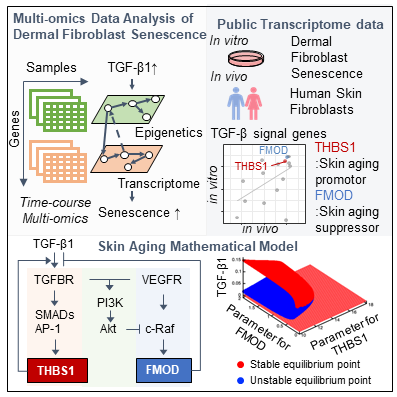 Multi-omics Data Analysis of
Dermal Fibroblast Senescence
Samples
TGF-β1↑
Genes
Epigenetics
Transcriptome
Time-course
Multi-omics
Senescence ↑
Public Transcriptome data
In vitro
In vivo
Dermal
Fibroblast
Senescence
Human Skin
Fibroblasts
TGF-β signal genes
FMOD
THBS1
in vitro
in vivo
THBS1
:Skin aging
promotor
FMOD
:Skin aging
suppressor
Skin Aging Mathematical Model
TGF-β1
TGFBR
VEGFR
PI3K
SMADs
AP-1
Akt
c-Raf
THBS1
FMOD
TGF-β1
0.15
0.1
0.05
0
Parameter for
FMOD
Parameter for
THBS1
Stable equilibrium point
Unstable equilibrium point